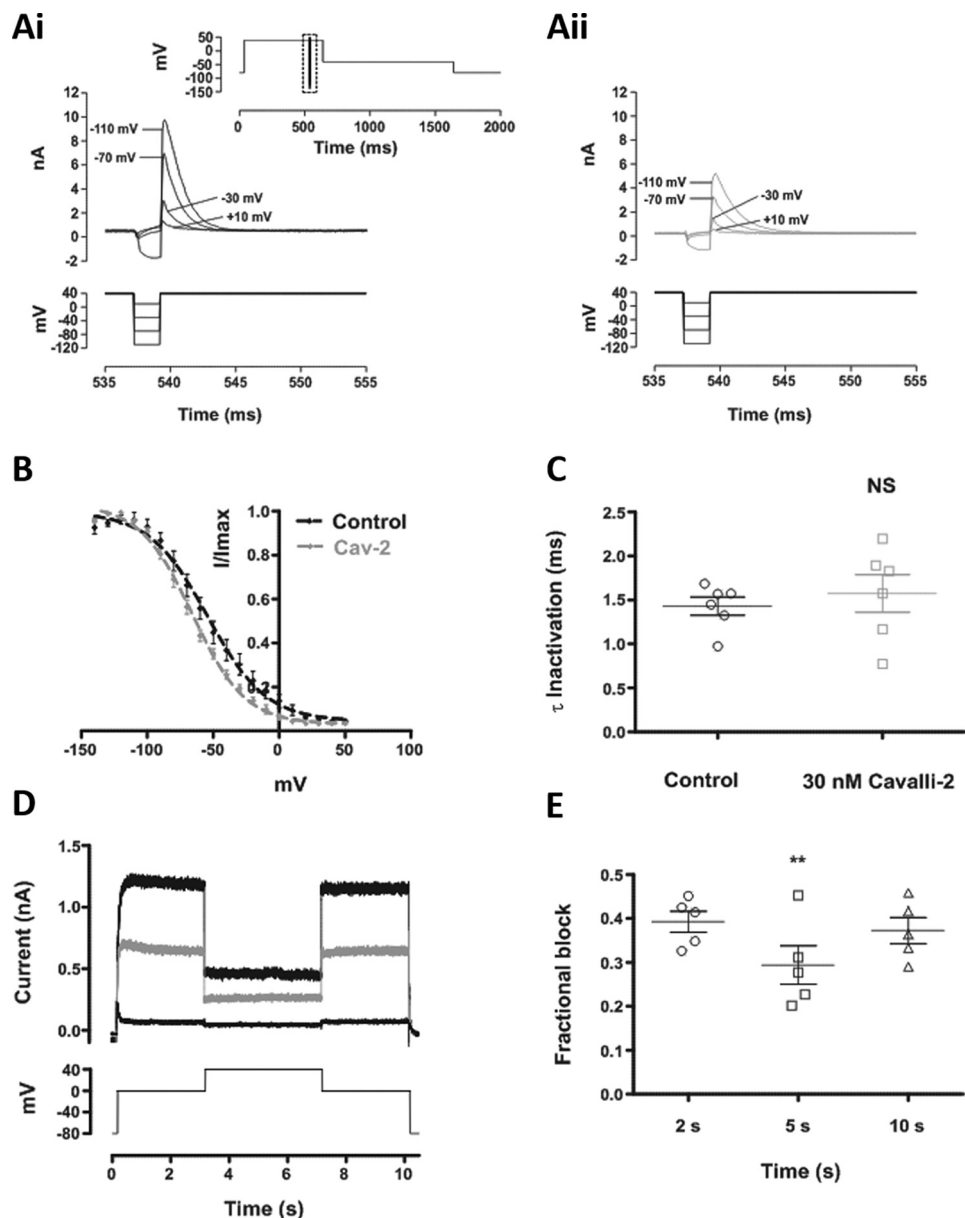 Ai
mV
50
0
-50
-100
-150
0 500 1000 1500 2000
Time (ms)
nA
12
10
8
6
4
2
0
-2
-110 mV
-70 mV
-30 mV
+10 mV
mV
40
0
-40
-80
-120
535 540 545 550 555
Time (ms)
Aii
nA
12
10
8
6
4
2
0
-2
-110 mV
-70 mV
-30 mV
+10 mV
mV
40
0
-40
-80
-120
535 540 545 550 555
Time (ms)
B
I/Imax
1.0
0.8
0.6
0.4
0.2
Control
Cav-2
-150 -100 -50 0 50 100
mV
C
NS
τ Inactivation (ms)
2.5
2.0
1.5
1.0
0.5
0.0
Control 30 nM Cavalli-2
D
Current (nA)
1.5
1.0
0.5
0.0
mV
40
0
-40
-80
0 2 4 6 8 10
Time (s)
E
**
Fractional block
0.5
0.4
0.3
0.2
0.1
0.0
2 s 5 s 10 s
Time (s)